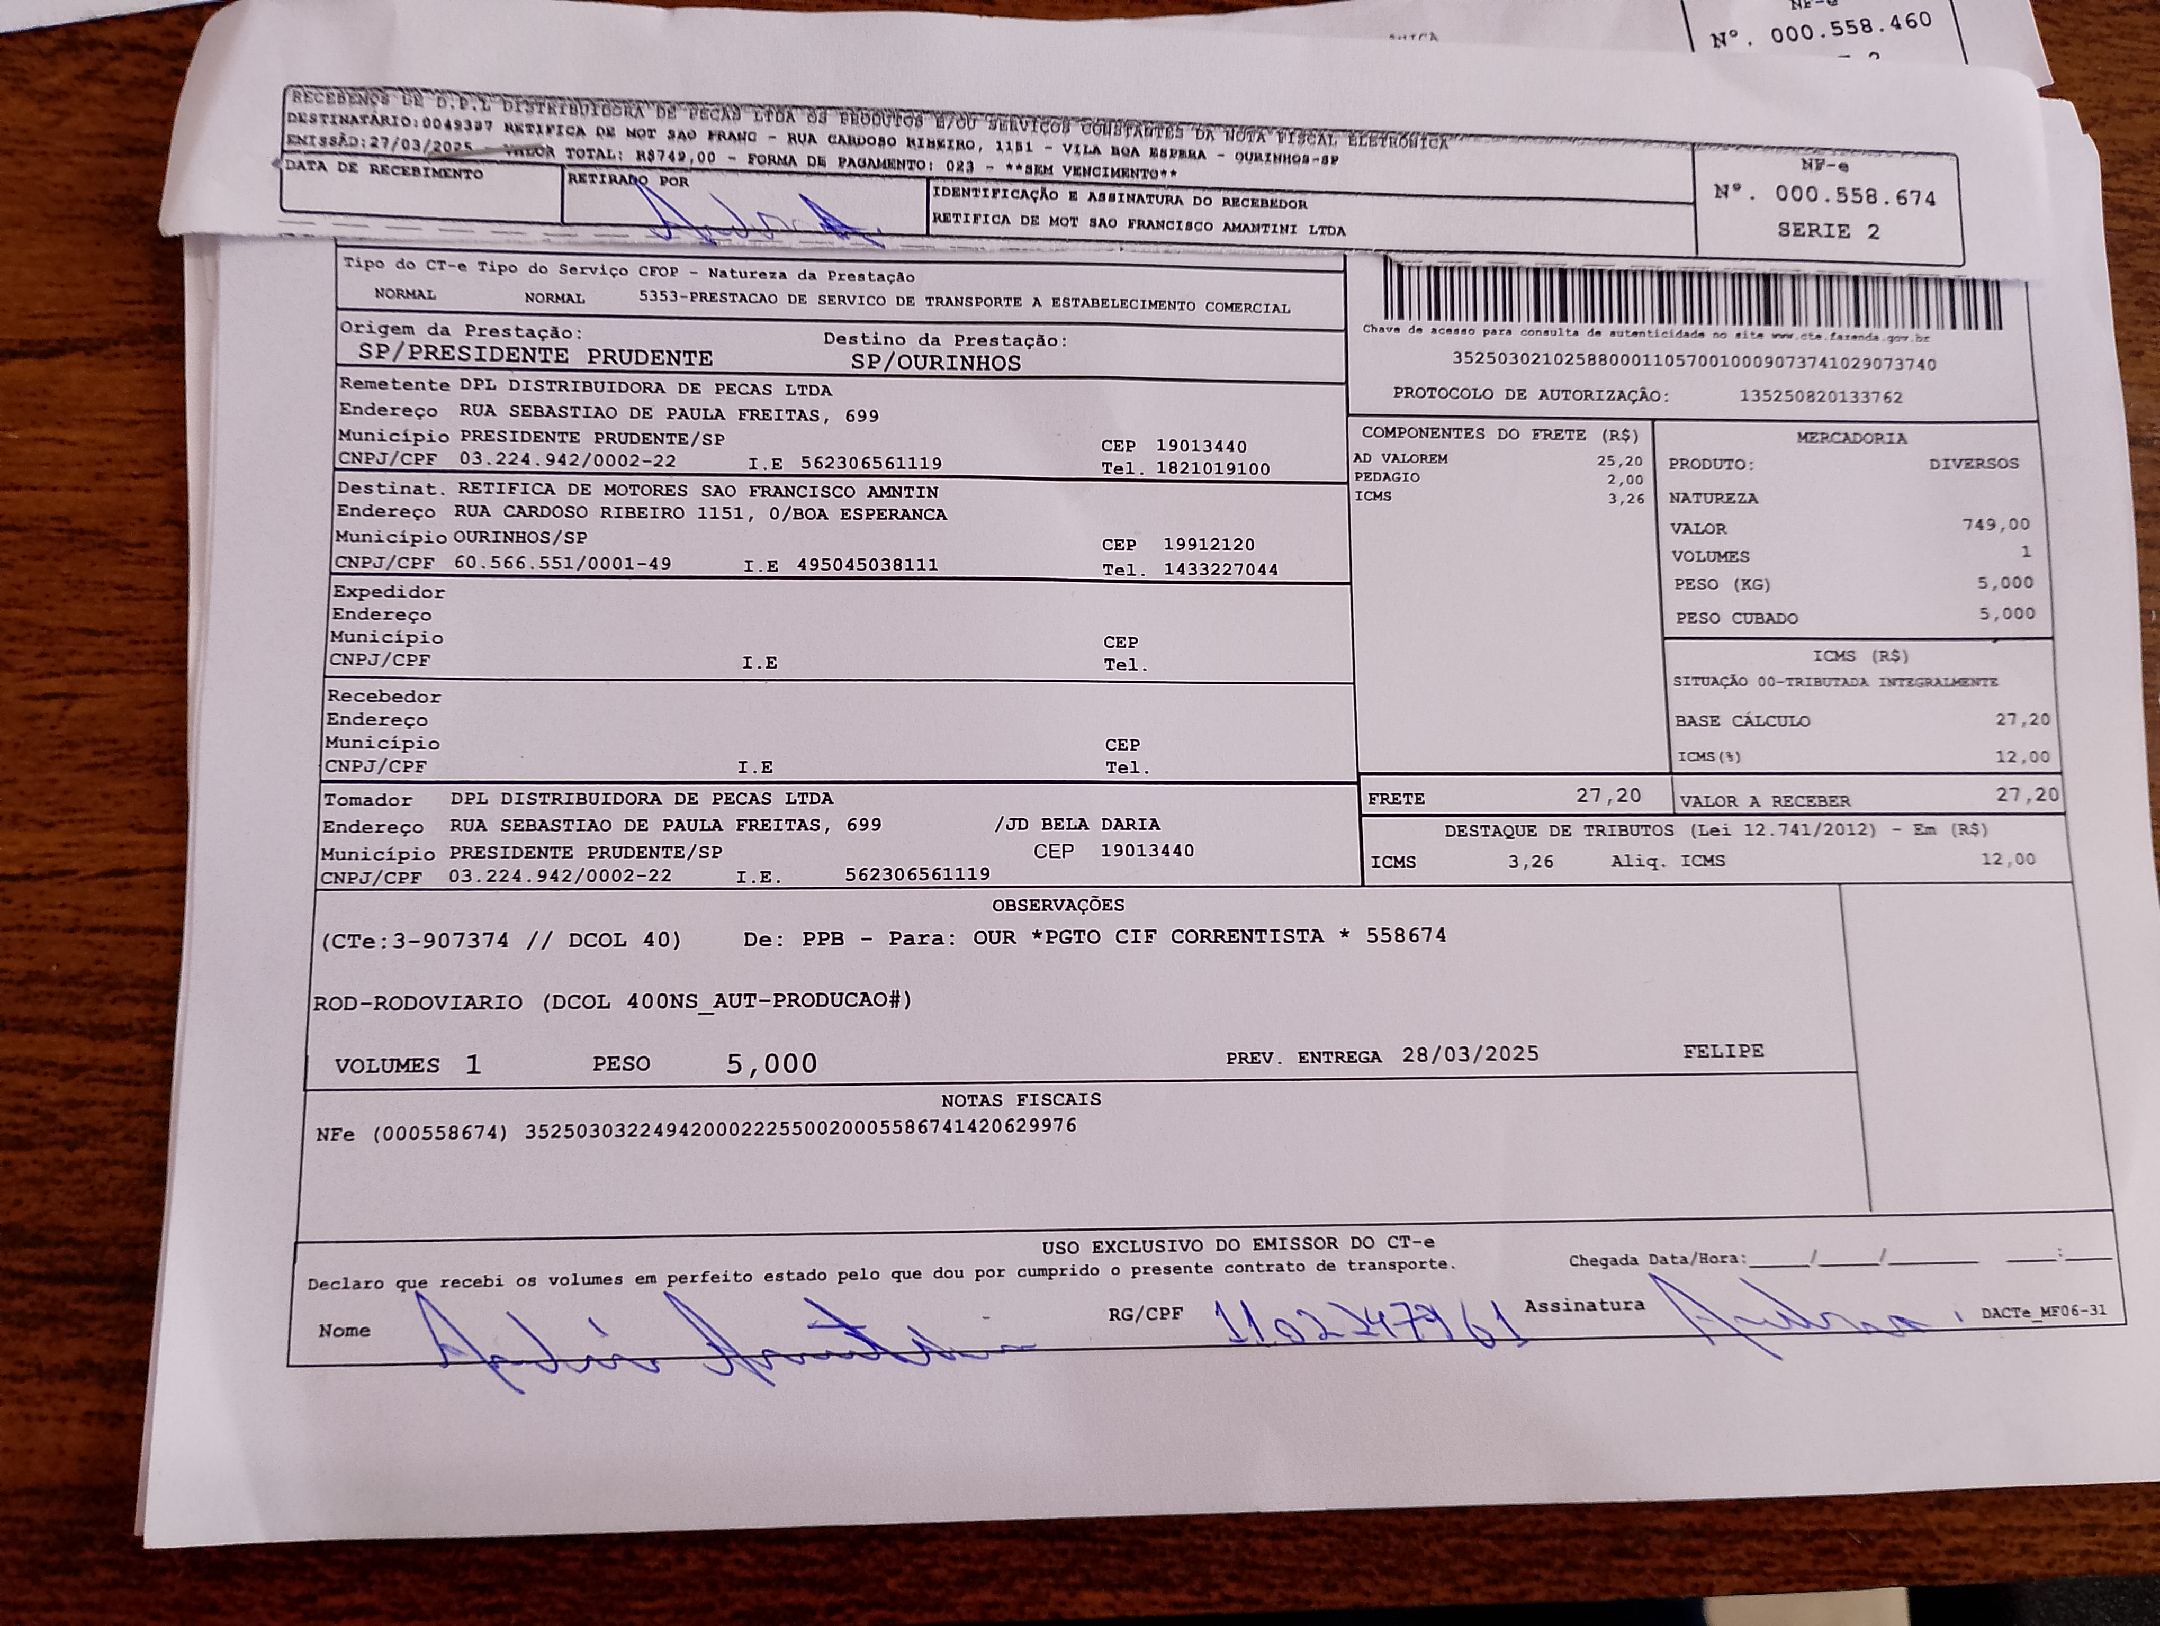 NF-e
Nº. 000.558.460
RECEBEMOS DE D.P.L DISTRIBUIDORA DE PECAS LTDA OS PRODUTOS E/OU SERVIÇOS CONSTANTES DA NOTA FISCAL ELETRÔNICA
DESTINATÁRIO:0049387 RETIFICA DE MOT SAO FRANC - RUA CARDOSO RIBEIRO, 1151 - VILA BOA ESPERA - OURINHOS-SP
EMISSÃO:27/03/2025 - VALOR TOTAL: R$749,00 - FORMA DE PAGAMENTO: 023 - **SEM VENCIMENTO**
DATA DE RECEBIMENTO
RETIRADO POR
IDENTIFICAÇÃO E ASSINATURA DO RECEBEDOR
RETIFICA DE MOT SAO FRANCISCO AMANTINI LTDA
NF-e
Nº. 000.558.674
SERIE 2
Tipo do CT-e Tipo do Serviço CFOP - Natureza da Prestação
NORMAL NORMAL 5353-PRESTACAO DE SERVICO DE TRANSPORTE A ESTABELECIMENTO COMERCIAL
Origem da Prestação: Destino da Prestação:
SP/PRESIDENTE PRUDENTE SP/OURINHOS
Chave de acesso para consulta de autenticidade no site www.cte.fazenda.gov.br
35250302102588000110570010009073741029073740
PROTOCOLO DE AUTORIZAÇÃO: 135250820133762
Remetente DPL DISTRIBUIDORA DE PECAS LTDA
Endereço RUA SEBASTIAO DE PAULA FREITAS, 699
Município PRESIDENTE PRUDENTE/SP CEP 19013440
CNPJ/CPF 03.224.942/0002-22 I.E 562306561119 Tel. 1821019100
Destinat. RETIFICA DE MOTORES SAO FRANCISCO AMNTIN
Endereço RUA CARDOSO RIBEIRO 1151, 0/BOA ESPERANCA
Município OURINHOS/SP CEP 19912120
CNPJ/CPF 60.566.551/0001-49 I.E 495045038111 Tel. 1433227044
Expedidor
Endereço
Município CEP
CNPJ/CPF I.E Tel.
Recebedor
Endereço
Município CEP
CNPJ/CPF I.E Tel.
Tomador DPL DISTRIBUIDORA DE PECAS LTDA
Endereço RUA SEBASTIAO DE PAULA FREITAS, 699 /JD BELA DARIA
Município PRESIDENTE PRUDENTE/SP CEP 19013440
CNPJ/CPF 03.224.942/0002-22 I.E. 562306561119
COMPONENTES DO FRETE (R$)
AD VALOREM 25,20
PEDAGIO 2,00
ICMS 3,26
MERCADORIA
PRODUTO: DIVERSOS
NATUREZA
VALOR 749,00
VOLUMES 1
PESO (KG) 5,000
PESO CUBADO 5,000
ICMS (R$)
SITUAÇÃO 00-TRIBUTADA INTEGRALMENTE
BASE CÁLCULO 27,20
ICMS(%) 12,00
FRETE 27,20 VALOR A RECEBER 27,20
DESTAQUE DE TRIBUTOS (Lei 12.741/2012) - Em (R$)
ICMS 3,26 Aliq. ICMS 12,00
OBSERVAÇÕES
(CTe:3-907374 // DCOL 40) De: PPB - Para: OUR *PGTO CIF CORRENTISTA * 558674
ROD-RODOVIARIO (DCOL 400NS_AUT-PRODUCAO#)
VOLUMES 1 PESO 5,000 PREV. ENTREGA 28/03/2025 FELIPE
NOTAS FISCAIS
NFe (000558674) 35250303224942000222550020005586741420629976
USO EXCLUSIVO DO EMISSOR DO CT-e
Declaro que recebi os volumes em perfeito estado pelo que dou por cumprido o presente contrato de transporte.
Chegada Data/Hora:____/____/______ ___:___
Nome RG/CPF 11.022747961 Assinatura DACTe_MF06-31